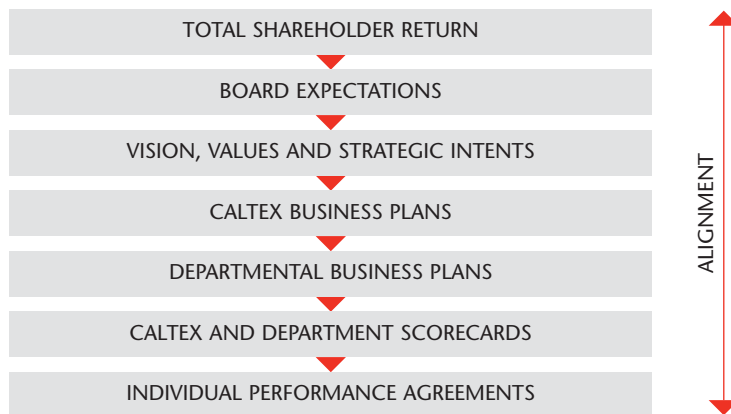 TOTAL SHAREHOLDER RETURN
BOARD EXPECTATIONS
VISION, VALUES AND STRATEGIC INTENTS
CALTEX BUSINESS PLANS
DEPARTMENTAL BUSINESS PLANS
CALTEX AND DEPARTMENT SCORECARDS
INDIVIDUAL PERFORMANCE AGREEMENTS
ALIGNMENT